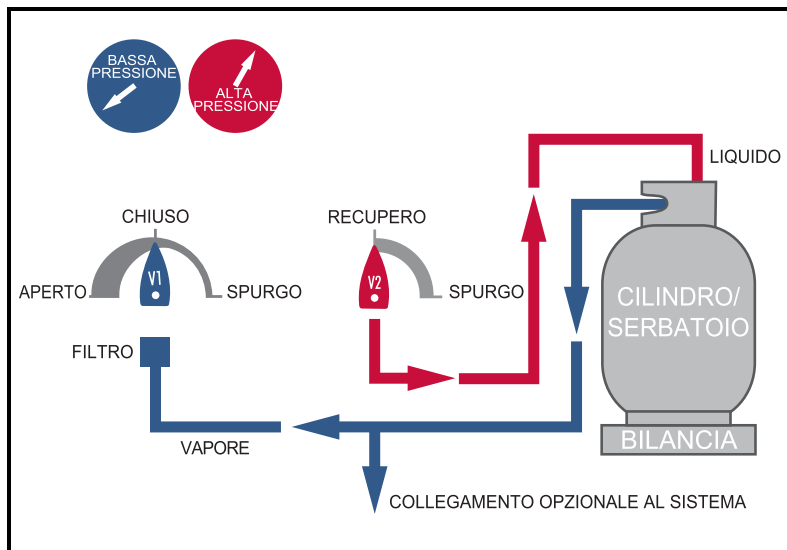 BASSA
PRESSIONE
ALTA
PRESSIONE
LIQUIDO
CHIUSO
RECUPERO
V1
V2
APERTO
SPURGO
SPURGO
CILINDRO/
SERBATOIO
FILTRO
BILANCIA
VAPORE
COLLEGAMENTO OPZIONALE AL SISTEMA